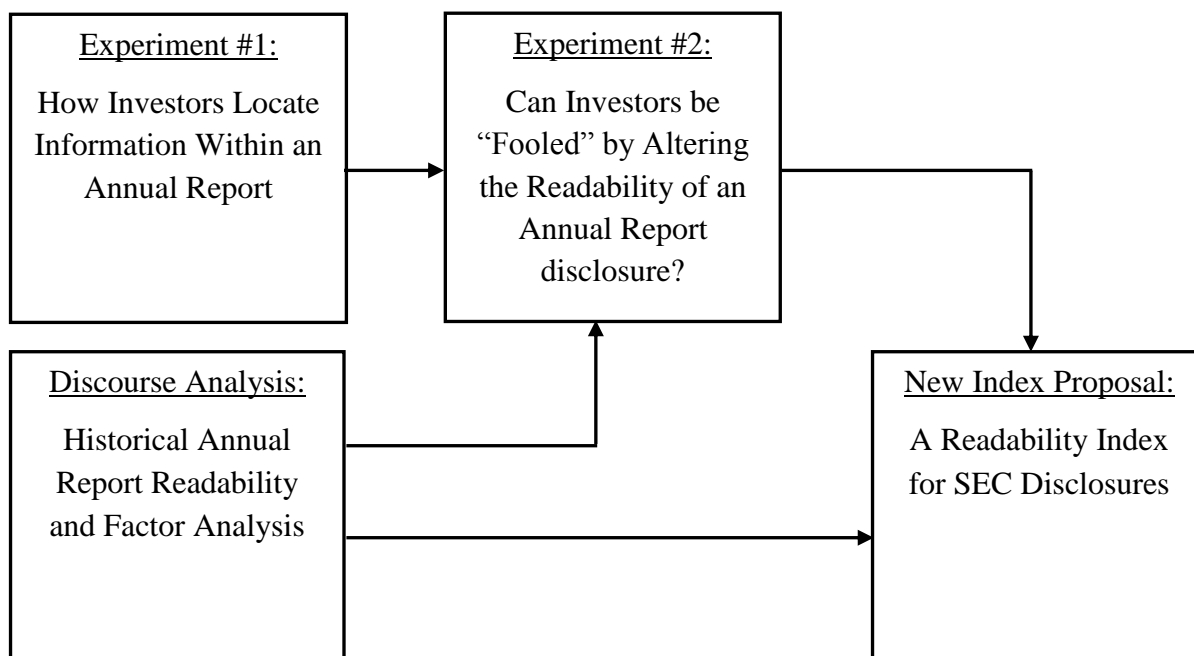 Experiment #1:
How Investors Locate
Information Within an
Annual Report
Experiment #2:
Can Investors be
“Fooled” by Altering
the Readability of an
Annual Report
disclosure?
Discourse Analysis:
Historical Annual
Report Readability
and Factor Analysis
New Index Proposal:
A Readability Index
for SEC Disclosures